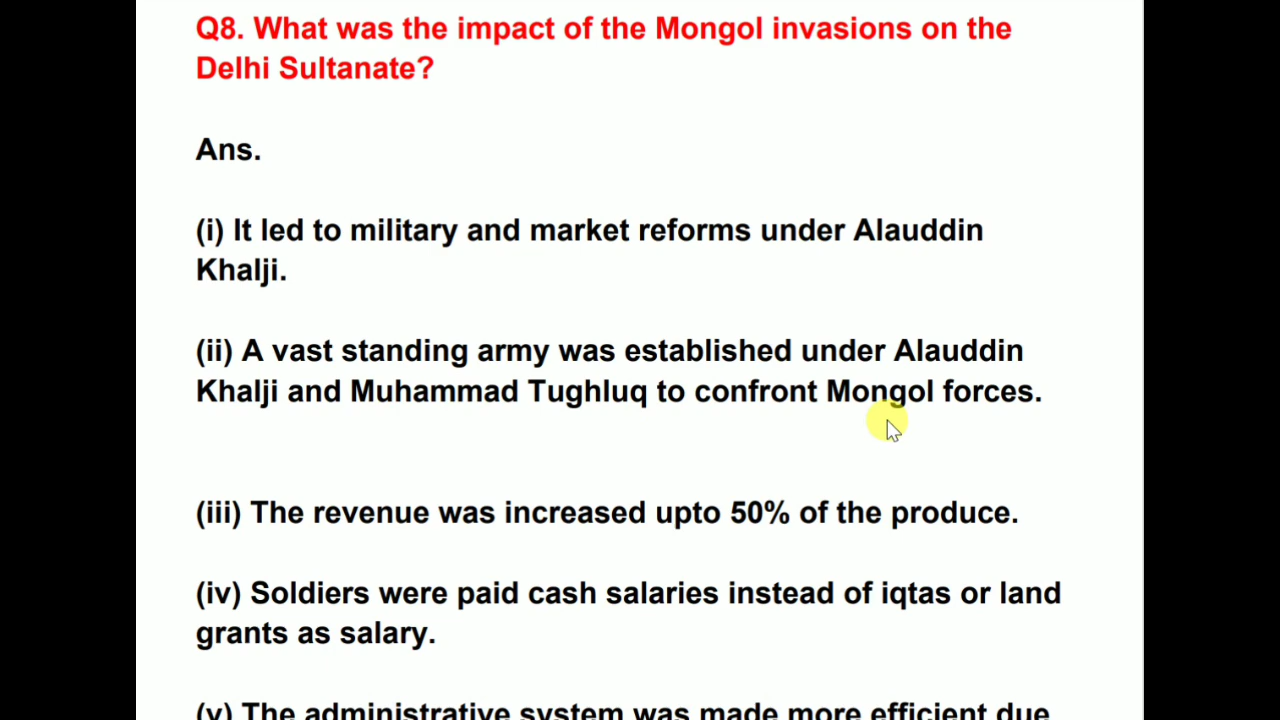 Q8. What was the impact of the Mongol invasions on the
Delhi Sultanate?
Ans.
(i) It led to military and market reforms under Alauddin
Khalji.
(ii) A vast standing army was established under Alauddin
Khalji and Muhammad Tughluq to confront Mongol forces.
(iii) The revenue was increased upto 50% of the produce.
(iv) Soldiers were paid cash salaries instead of iqtas or land
grants as salary.
(v) The administrative system was made more efficient due